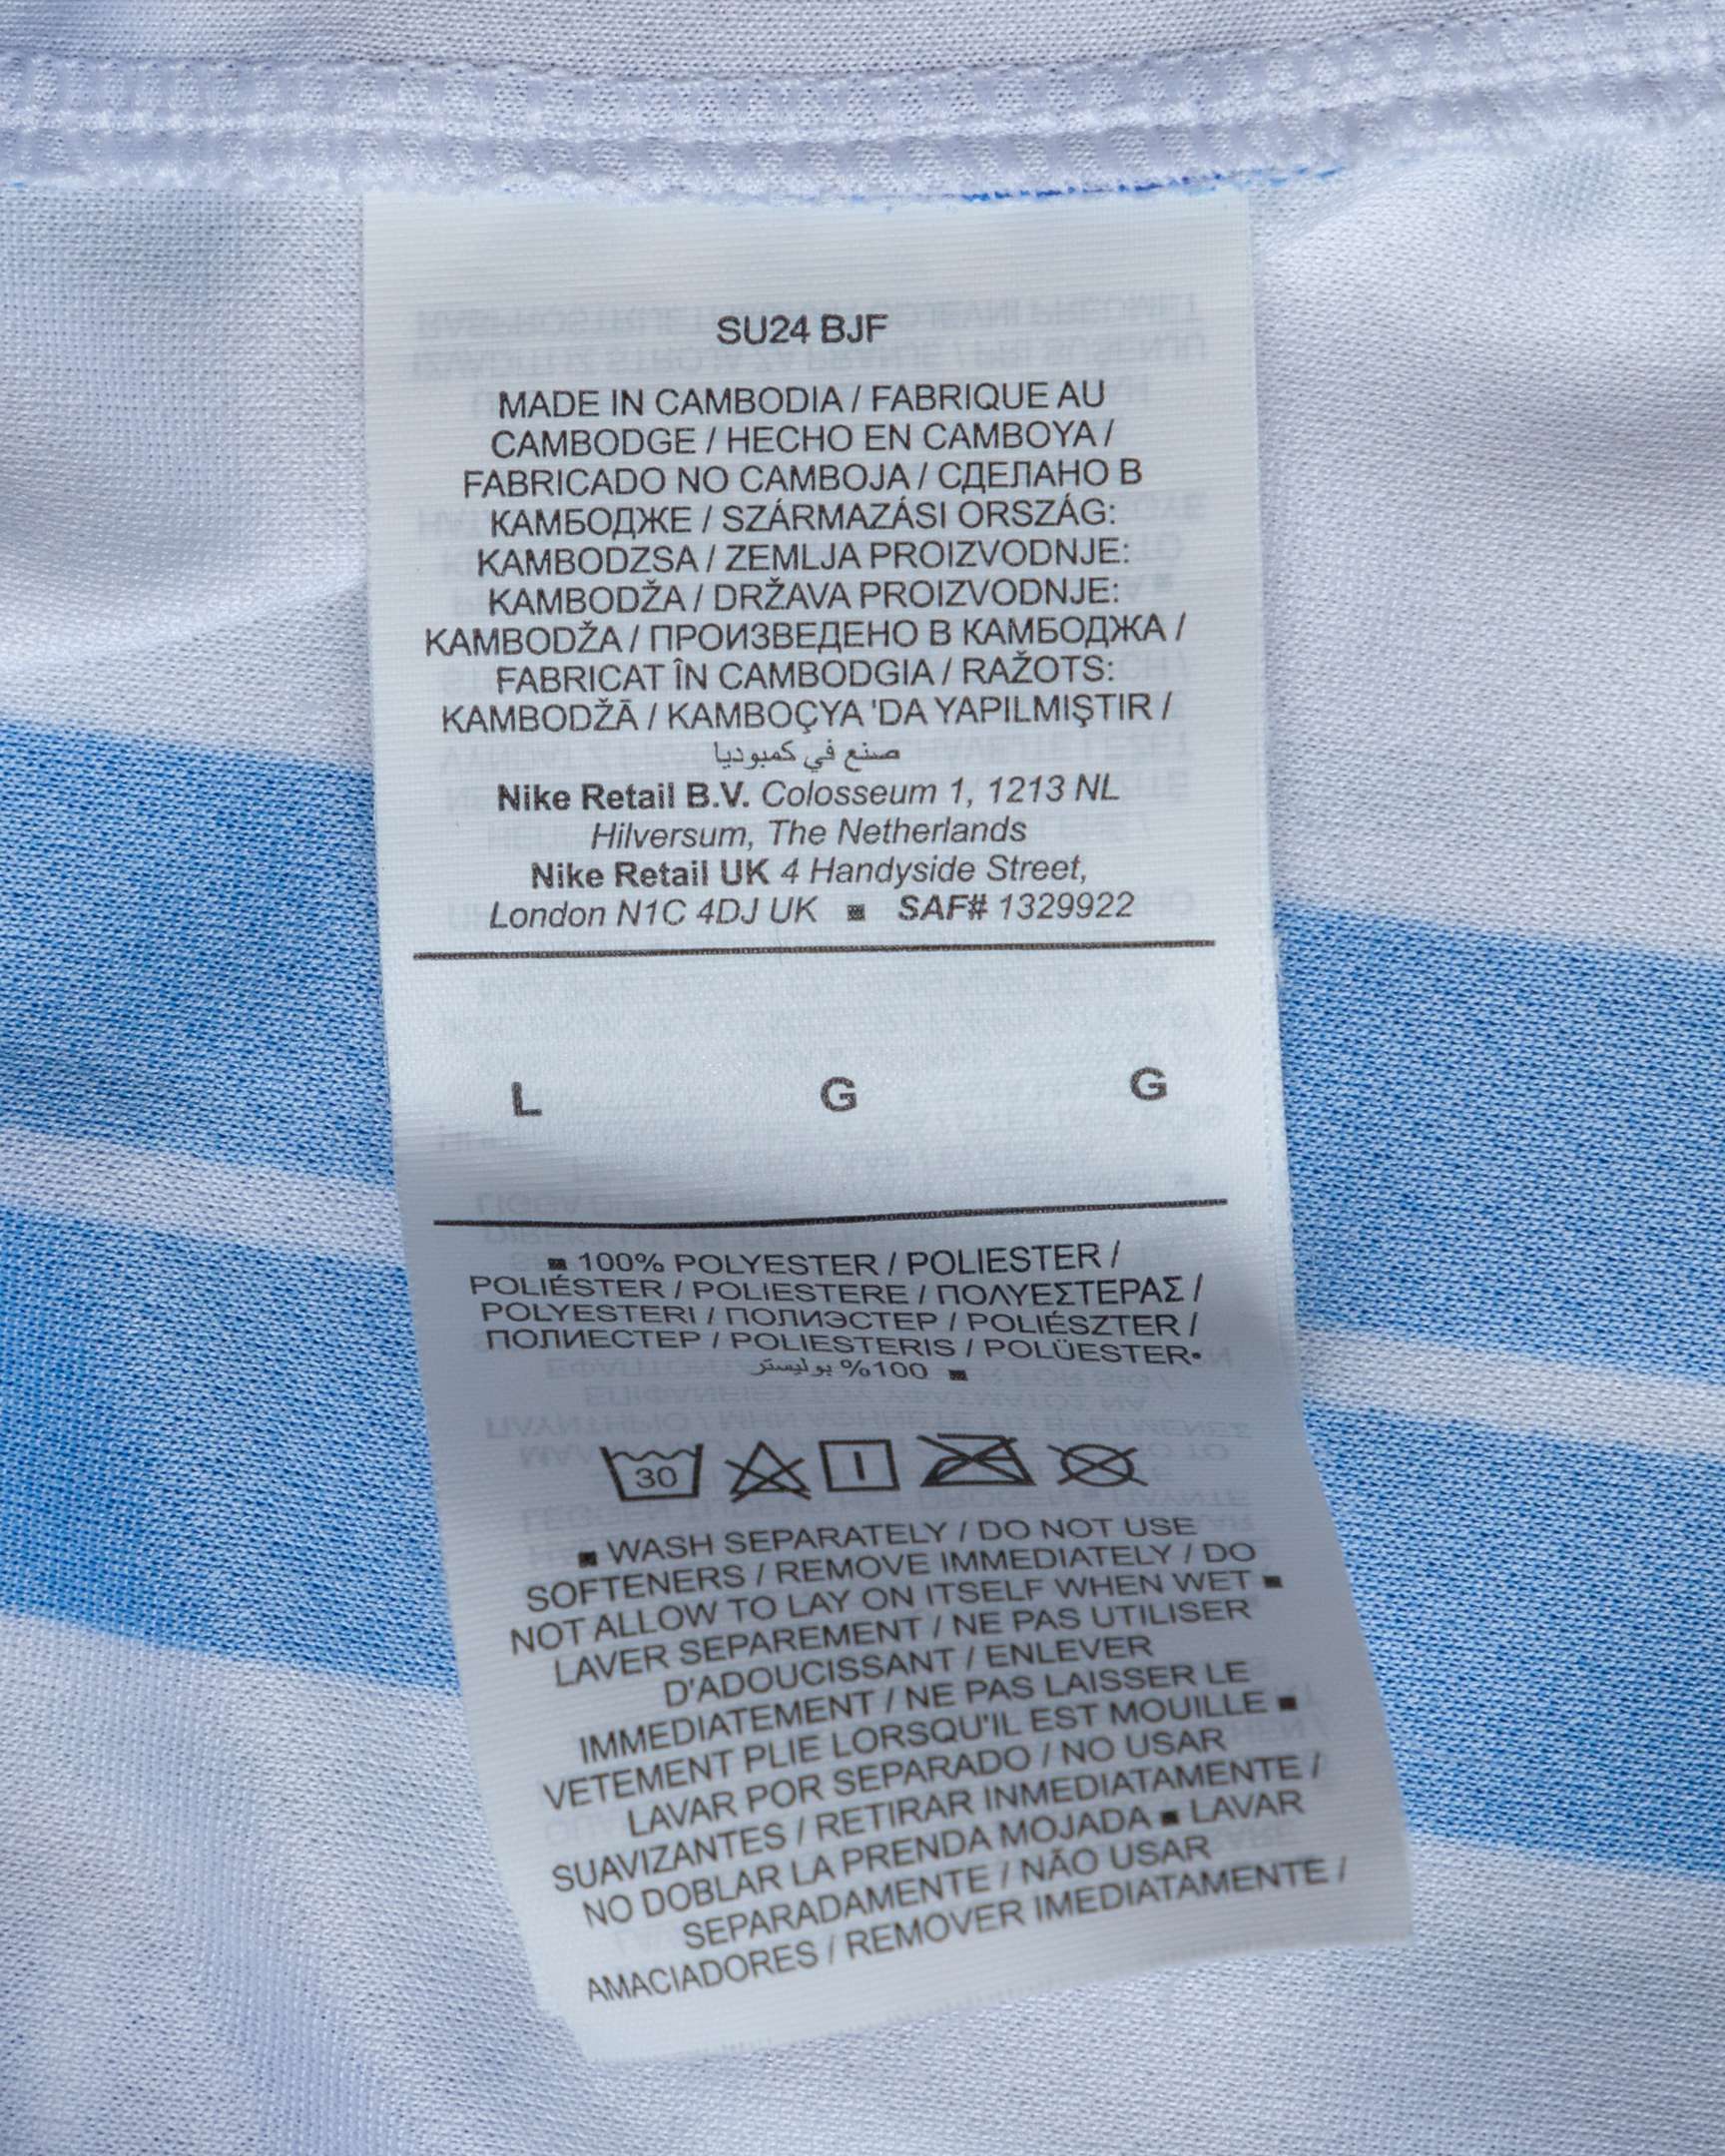 SU24 BJF
MADE IN CAMBODIA / FABRIQUE AU
CAMBODGE / HECHO EN CAMBOYA /
FABRICADO NO CAMBOJA / СДЕЛАНО В
КАМБОДЖЕ / SZÁRMAZÁSI ORSZÁG:
KAMBODZSA / ZEMLJA PROIZVODNJE:
KAMBODŽA / DRŽAVA PROIZVODNJE:
KAMBODŽA / ПРОИЗВЕДЕНО В КАМБОДЖА /
FABRICAT ÎN CAMBODGIA / RAŽOTS:
KAMBODŽĀ / KAMBOÇYA 'DA YAPILMIŞTIR /
صنع في كمبوديا
Nike Retail B.V. Colosseum 1, 1213 NL
Hilversum, The Netherlands
Nike Retail UK 4 Handyside Street,
London N1C 4DJ UK ■ SAF# 1329922
L G G
■ 100% POLYESTER / POLIESTER /
POLIÉSTER / POLIESTERE / ΠΟΛΥΕΣΤΕΡΑΣ /
POLYESTERI / ПОЛИЭСТЕР / POLIÉSZTER /
ПОЛИЕСТЕР / POLIESTERIS / POLÜESTER•
100% بوليستر ■
30
■ WASH SEPARATELY / DO NOT USE
SOFTENERS / REMOVE IMMEDIATELY / DO
NOT ALLOW TO LAY ON ITSELF WHEN WET ■
LAVER SEPAREMENT / NE PAS UTILISER
D'ADOUCISSANT / ENLEVER
IMMEDIATEMENT / NE PAS LAISSER LE
VETEMENT PLIE LORSQU'IL EST MOUILLE ■
LAVAR POR SEPARADO / NO USAR
SUAVIZANTES / RETIRAR INMEDIATAMENTE /
NO DOBLAR LA PRENDA MOJADA ■ LAVAR
SEPARADAMENTE / NÃO USAR
AMACIADORES / REMOVER IMEDIATAMENTE /